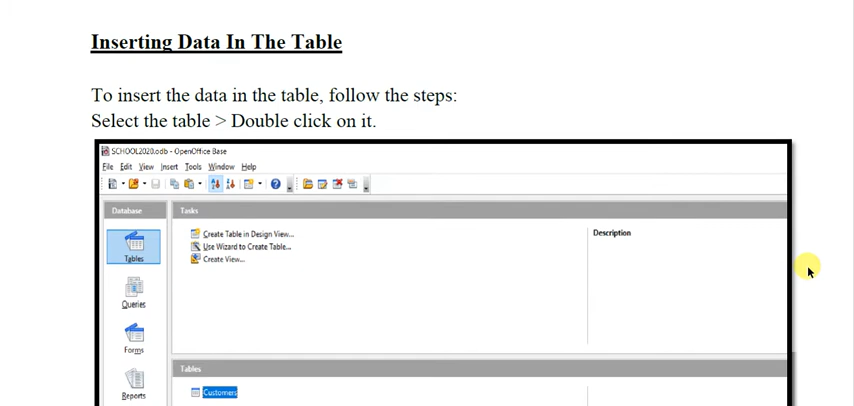 Inserting Data In The Table
To insert the data in the table, follow the steps:
Select the table > Double click on it.
SCHOOL2020.odb - OpenOffice Base
File Edit View Insert Tools Window Help
Database Tasks
Create Table in Design View...
Description
Use Wizard to Create Table...
Create View...
Tables
Queries
Forms
Tables
Customers
Reports